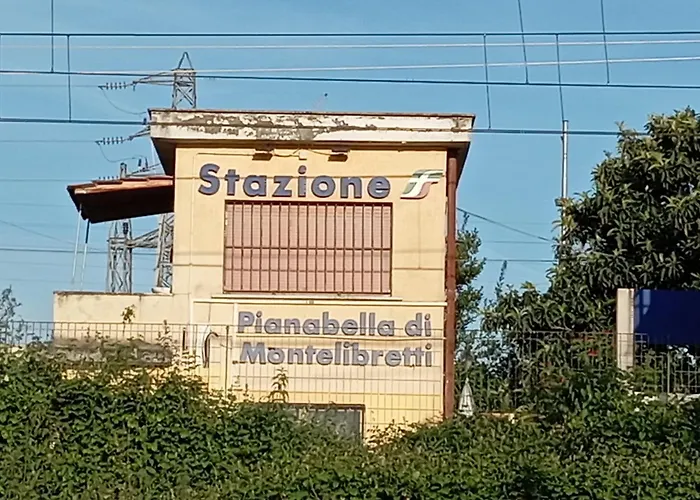 Stazione
Pianabella di
Montelibretti